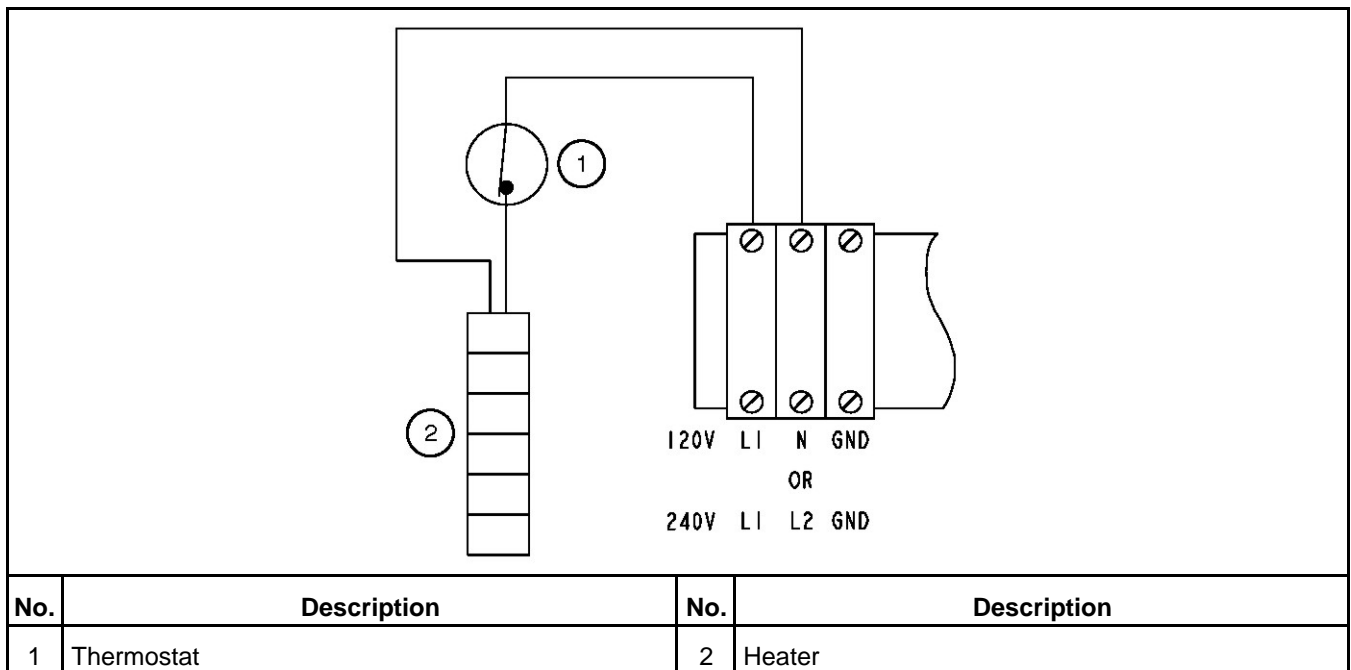 1
2
120V L1 N GND
OR
240V L1 L2 GND
No. Description No. Description
1 Thermostat 2 Heater